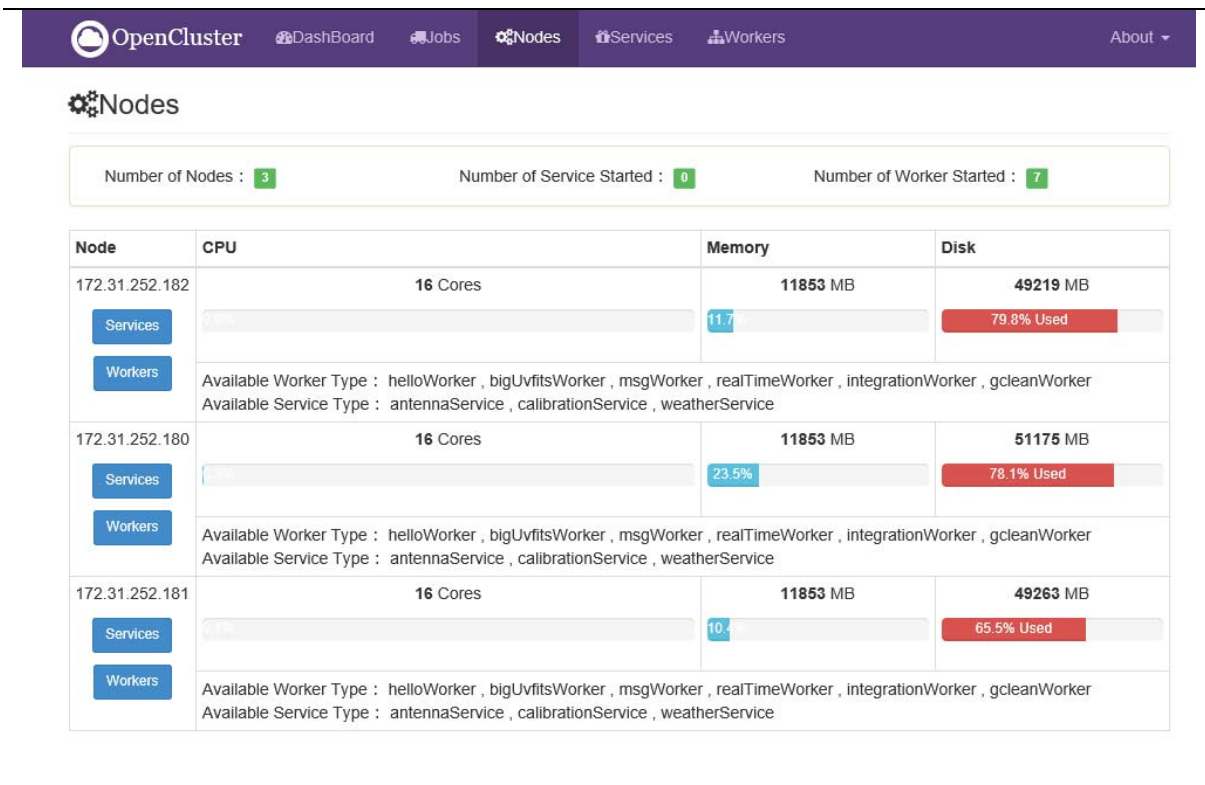 OpenCluster DashBoard Jobs Nodes Services Workers About
Nodes
Number of Nodes : 3 Number of Service Started : 0 Number of Worker Started : 7
Node CPU Memory Disk
172.31.252.182 16 Cores 11853 MB 49219 MB
Services 11.7% 79.8% Used
Workers
Available Worker Type : helloWorker , bigUvfitsWorker , msgWorker , realTimeWorker , integrationWorker , gcleanWorker
Available Service Type : antennaService , calibrationService , weatherService
172.31.252.180 16 Cores 11853 MB 51175 MB
Services 23.5% 78.1% Used
Workers
Available Worker Type : helloWorker , bigUvfitsWorker , msgWorker , realTimeWorker , integrationWorker , gcleanWorker
Available Service Type : antennaService , calibrationService , weatherService
172.31.252.181 16 Cores 11853 MB 49263 MB
Services 10.4% 65.5% Used
Workers
Available Worker Type : helloWorker , bigUvfitsWorker , msgWorker , realTimeWorker , integrationWorker , gcleanWorker
Available Service Type : antennaService , calibrationService , weatherService